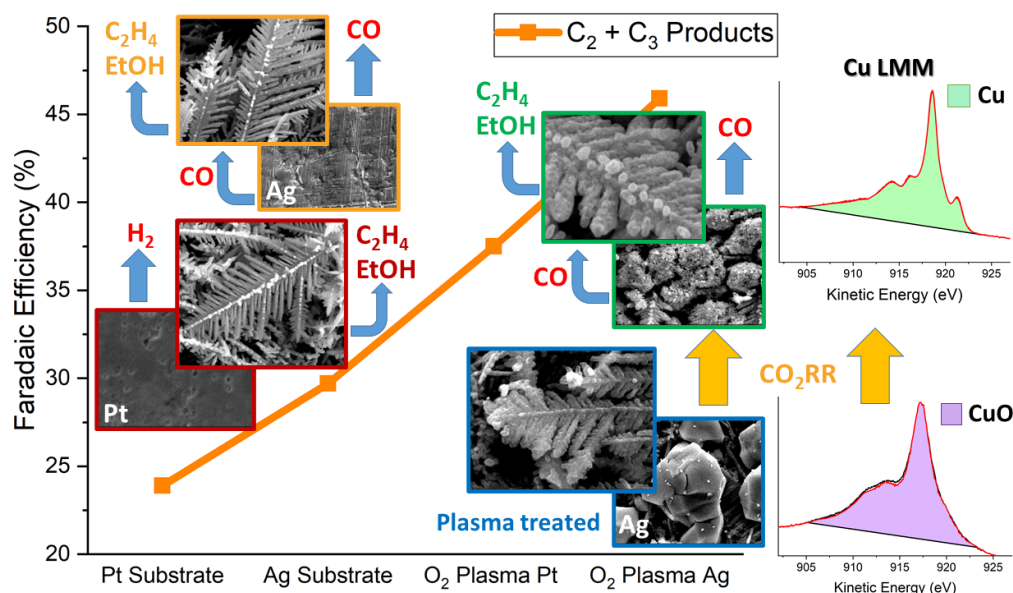 C₂ + C₃ Products
Faradaic Efficiency (%)
50
45
40
35
30
25
20
Pt Substrate
Ag Substrate
O₂ Plasma Pt
O₂ Plasma Ag
C₂H₄
EtOH
CO
CO
Ag
H₂
C₂H₄
EtOH
Pt
C₂H₄
EtOH
CO
CO
Plasma treated
Ag
CO₂RR
Cu LMM
Cu
905
910
915
920
925
Kinetic Energy (eV)
CuO
905
910
915
920
925
Kinetic Energy (eV)